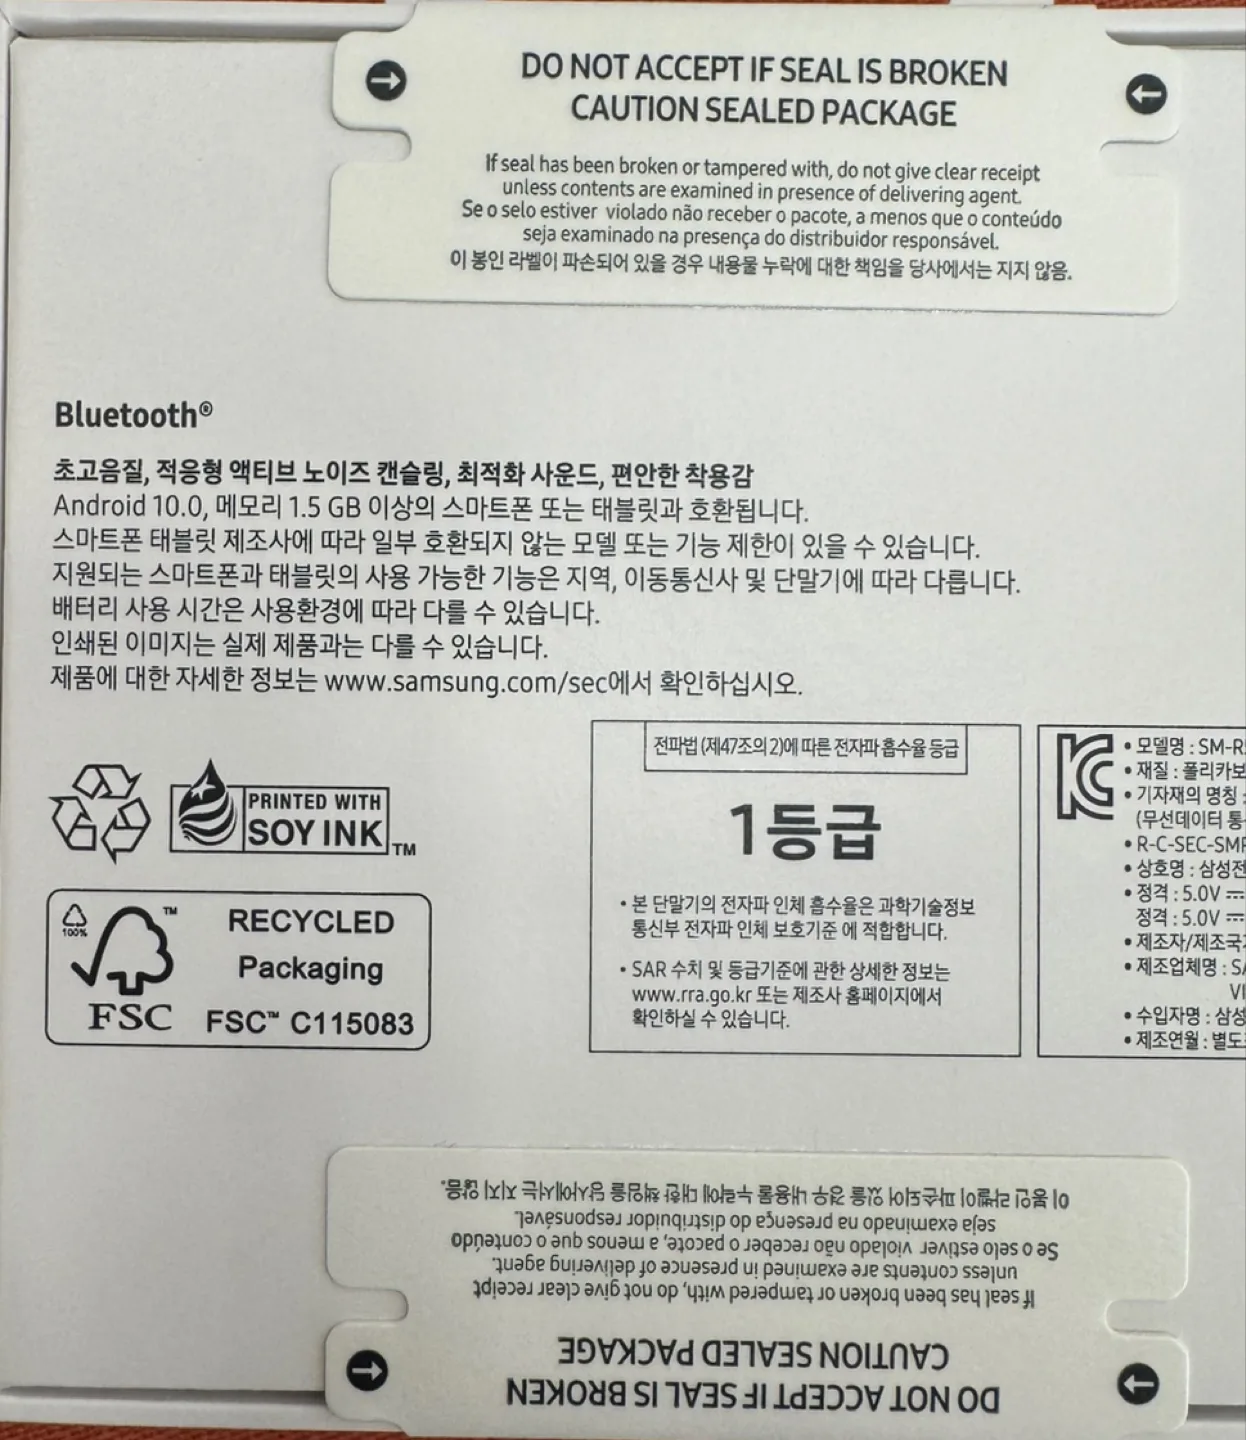 DO NOT ACCEPT IF SEAL IS BROKEN
CAUTION SEALED PACKAGE
If seal has been broken or tampered with, do not give clear receipt
unless contents are examined in presence of delivering agent.
Se o selo estiver violado não receber o pacote, a menos que o conteúdo
seja examinado na presença do distribuidor responsável.
이 봉인 라벨이 파손되어 있을 경우 내용물 누락에 대한 책임을 당사에서는 지지 않음.
Bluetooth®
초고음질, 적응형 액티브 노이즈 캔슬링, 최적화 사운드, 편안한 착용감
Android 10.0, 메모리 1.5 GB 이상의 스마트폰 또는 태블릿과 호환됩니다.
스마트폰 태블릿 제조사에 따라 일부 호환되지 않는 모델 또는 기능 제한이 있을 수 있습니다.
지원되는 스마트폰과 태블릿의 사용 가능한 기능은 지역, 이동통신사 및 단말기에 따라 다릅니다.
배터리 사용 시간은 사용환경에 따라 다를 수 있습니다.
인쇄된 이미지는 실제 제품과는 다를 수 있습니다.
제품에 대한 자세한 정보는 www.samsung.com/sec에서 확인하십시오.
PRINTED WITH
SOY INK TM
100%
TM
FSC
RECYCLED
Packaging
FSC™ C115083
전파법 (제47조의 2)에 따른 전자파 흡수율 등급
1등급
• 본 단말기의 전자파 인체 흡수율은 과학기술정보
통신부 전자파 인체 보호기준 에 적합합니다.
• SAR 수치 및 등급기준에 관한 상세한 정보는
www.rra.go.kr 또는 제조사 홈페이지에서
확인하실 수 있습니다.
• 모델명 : SM-R
• 재질 : 폴리카보
• 기자재의 명칭 :
(무선데이터 통
• R-C-SEC-SMR
• 상호명 : 삼성전
• 정격 : 5.0V ⎓
정격 : 5.0V ⎓
• 제조자/제조국
• 제조업체명 : SA
VI
• 수입자명 : 삼성
• 제조연월 : 별도
DO NOT ACCEPT IF SEAL IS BROKEN
CAUTION SEALED PACKAGE
If seal has been broken or tampered with, do not give clear receipt
unless contents are examined in presence of delivering agent.
Se o selo estiver violado não receber o pacote, a menos que o conteúdo
seja examinado na presença do distribuidor responsável.
이 봉인 라벨이 파손되어 있을 경우 내용물 누락에 대한 책임을 당사에서는 지지 않음.